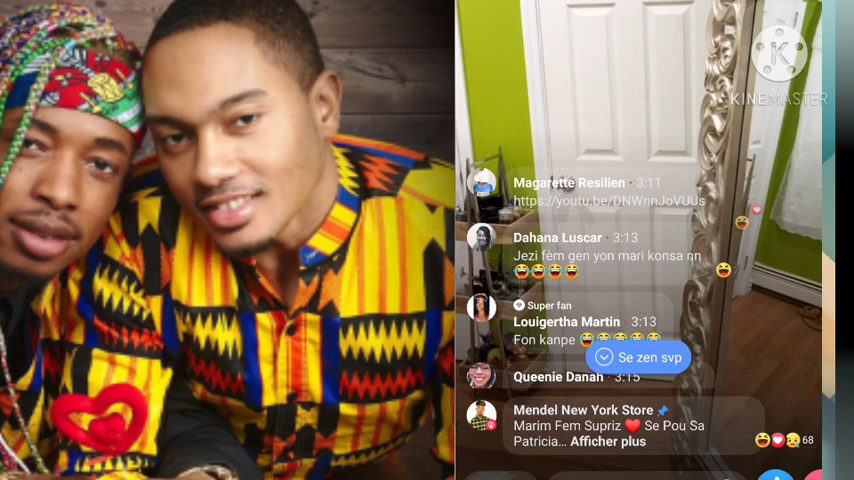 K
KINEMASTER
Magarette Resilien · 3:11
https://youtu.be/DNWnnJoVUUs
Dahana Luscar · 3:13
Jezi fèm gen yon mari konsa nn
😂😂😂😂
Super fan
Louigertha Martin 3:13
Fon kanpe 😂😂😂😂😂
Se zen svp
Queenie Danah · 3:15
Mendel New York Store 📌
Marim Fem Supriz ❤️ Se Pou Sa
Patricia... Afficher plus
68